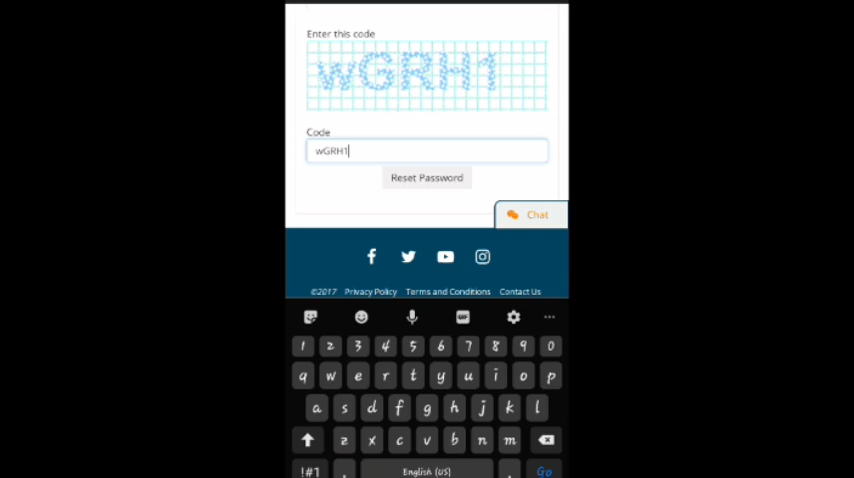 Enter this code
wGRH1
Code
wGRH1
Reset Password
Chat
©2017 Privacy Policy Terms and Conditions Contact Us
GIF
1 2 3 4 5 6 7 8 9 0
q w e r t y u i o p
a s d f g h j k l
z x c v b n m
!#1 , English (US) . Go